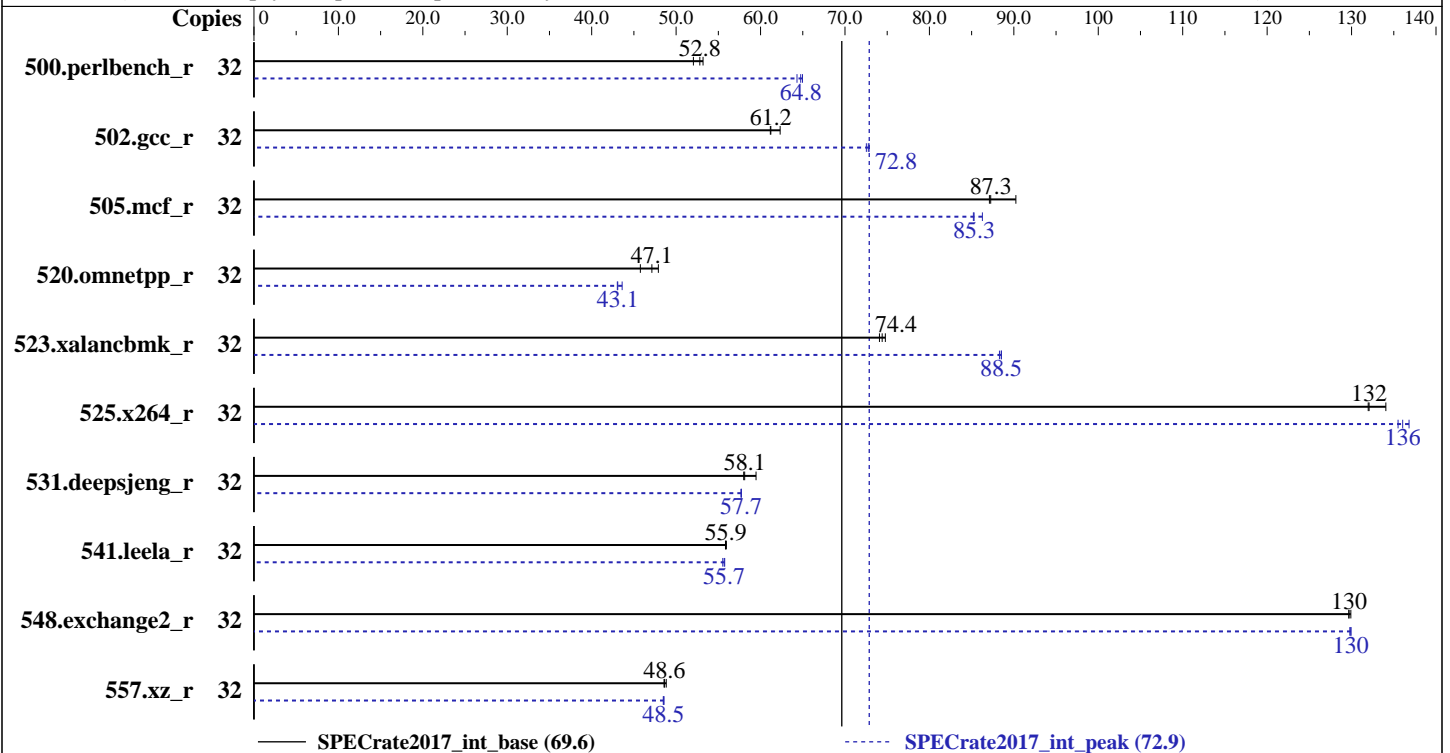 Copies 0 10.0 20.0 30.0 40.0 50.0 60.0 70.0 80.0 90.0 100 110 120 130 140
52.8
500.perlbench_r 32
64.8
61.2
502.gcc_r 32
72.8
87.3
505.mcf_r 32
85.3
47.1
520.omnetpp_r 32
43.1
74.4
523.xalancbmk_r 32
88.5
132
525.x264_r 32
136
58.1
531.deepsjeng_r 32
57.7
55.9
541.leela_r 32
55.7
130
548.exchange2_r 32
130
48.6
557.xz_r 32
48.5
SPECrate2017_int_base (69.6) SPECrate2017_int_peak (72.9)